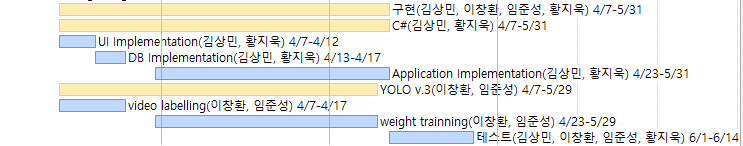 구현(김상민, 이창환, 임준성, 황지욱) 4/7-5/31
C#(김상민, 황지욱) 4/7-5/31
UI Implementation(김상민, 황지욱) 4/7-4/12
DB Implementation(김상민, 황지욱) 4/13-4/17
Application Implementation(김상민, 황지욱) 4/23-5/31
YOLO v.3(이창환, 임준성) 4/7-5/29
video labelling(이창환, 임준성) 4/7-4/17
weight trainning(이창환, 임준성) 4/23-5/29
테스트(김상민, 이창환, 임준성, 황지욱) 6/1-6/14